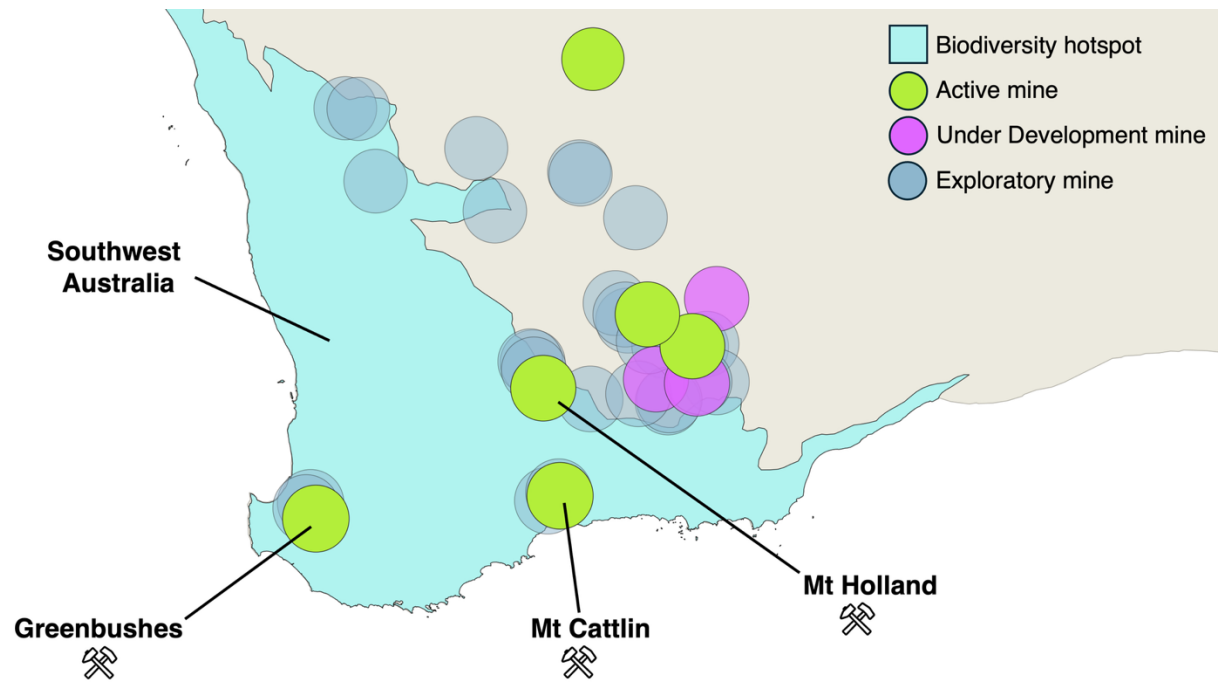 Biodiversity hotspot
Active mine
Under Development mine
Exploratory mine
Southwest
Australia
Mt Holland
Greenbushes
Mt Cattlin